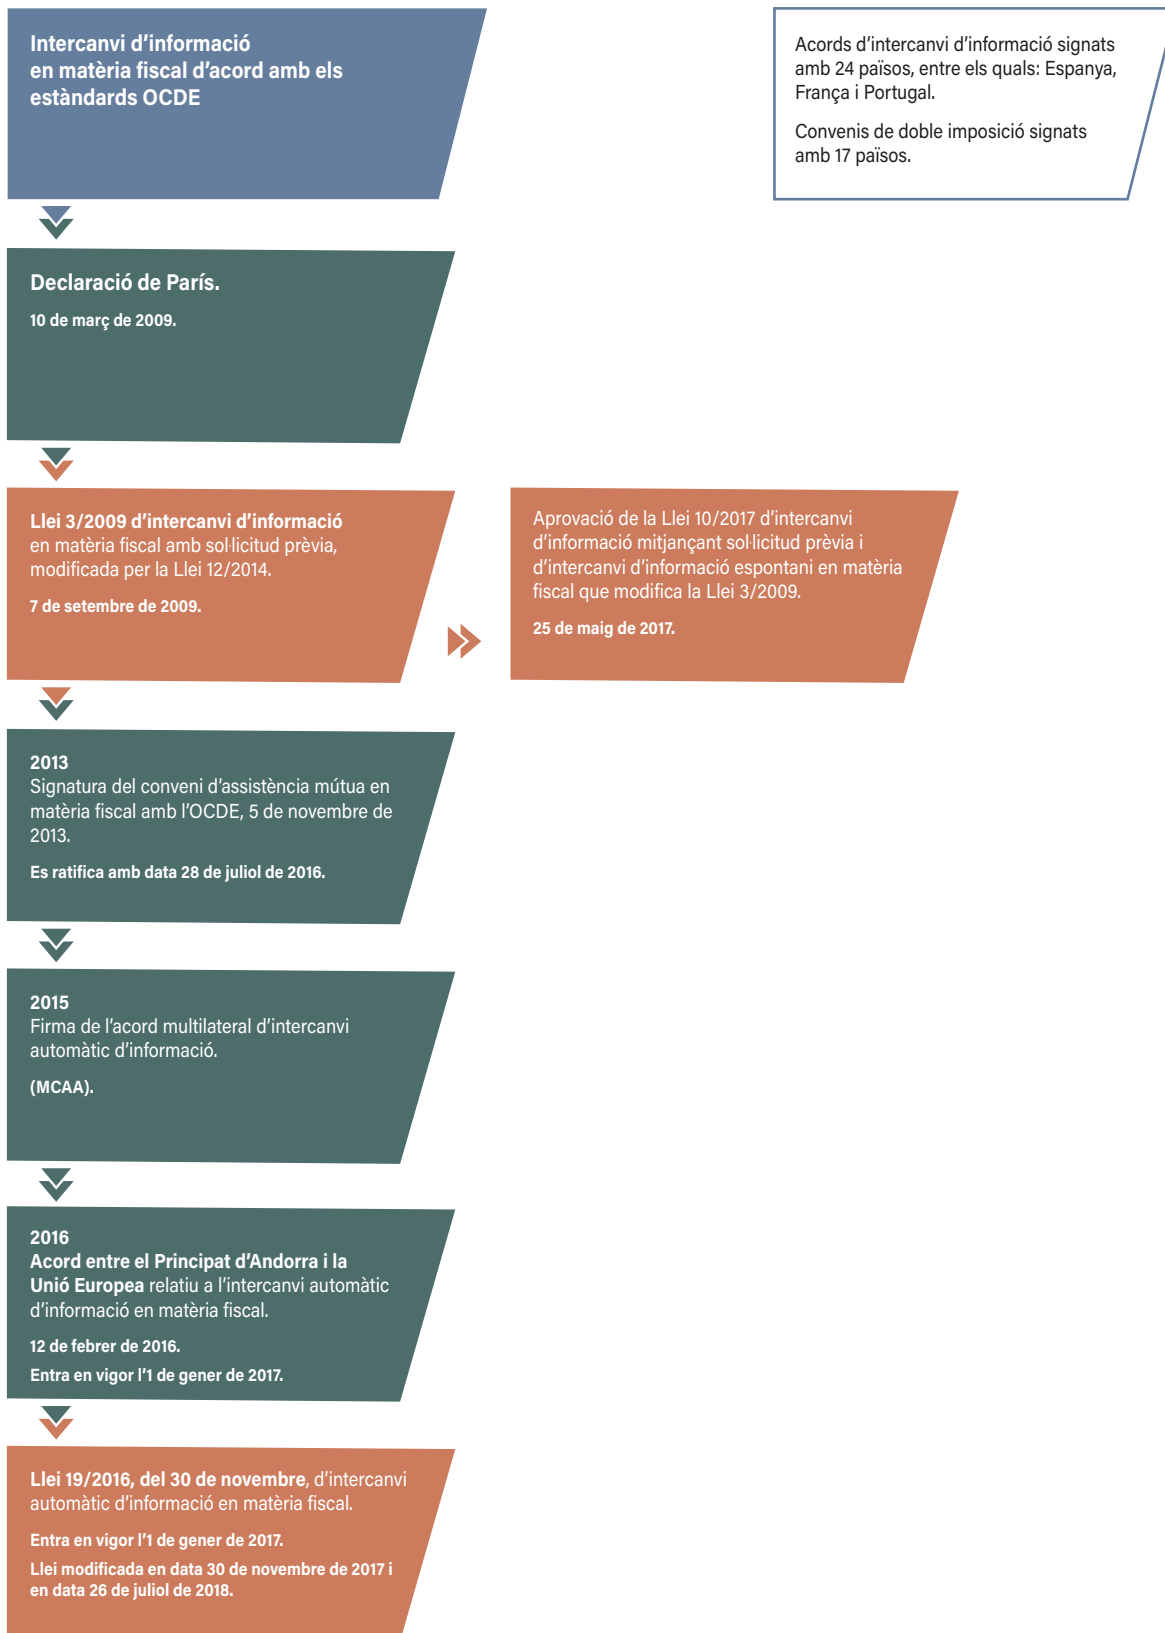 Intercanvi d'informació
en matèria fiscal d'acord amb els
estàndards OCDE
Acords d'intercanvi d'informació signats
amb 24 països, entre els quals: Espanya,
França i Portugal.
Convenis de doble imposició signats
amb 17 països.
Declaració de París.
10 de març de 2009.
Llei 3/2009 d'intercanvi d'informació
en matèria fiscal amb sol·licitud prèvia,
modificada per la Llei 12/2014.
7 de setembre de 2009.
Aprovació de la Llei 10/2017 d'intercanvi
d'informació mitjançant sol·licitud prèvia i
d'intercanvi d'informació espontani en matèria
fiscal que modifica la Llei 3/2009.
25 de maig de 2017.
2013
Signatura del conveni d'assistència mútua en
matèria fiscal amb l'OCDE, 5 de novembre de
2013.
Es ratifica amb data 28 de juliol de 2016.
2015
Firma de l'acord multilateral d'intercanvi
automàtic d'informació.
(MCAA).
2016
Acord entre el Principat d'Andorra i la
Unió Europea relatiu a l'intercanvi automàtic
d'informació en matèria fiscal.
12 de febrer de 2016.
Entra en vigor l'1 de gener de 2017.
Llei 19/2016, del 30 de novembre, d'intercanvi
automàtic d'informació en matèria fiscal.
Entra en vigor l'1 de gener de 2017.
Llei modificada en data 30 de novembre de 2017 i
en data 26 de juliol de 2018.